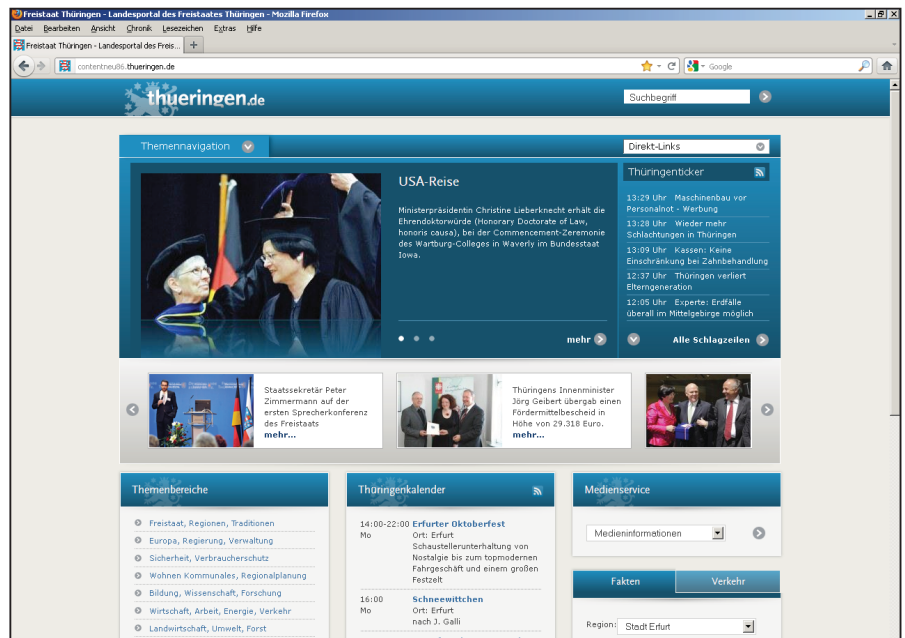 Freistaat Thüringen - Landesportal des Freistaates Thüringen - Mozilla Firefox
Datei Bearbeiten Ansicht Chronik Lesezeichen Extras Hilfe
Freistaat Thüringen - Landesportal des Freis...
contentneu86.thueringen.de
Google
thueringen.de
Suchbegriff
Themennavigation
Direkt-Links
USA-Reise
Ministerpräsidentin Christine Lieberknecht erhält die
Ehrendoktorwürde (Honorary Doctorate of Law,
honoris causa), bei der Commencement-Zeremonie
des Wartburg-Colleges in Waverly im Bundesstaat
Iowa.
mehr
Thüringenticker
13:29 Uhr Maschinenbau vor
Personalnot - Werbung
13:28 Uhr Wieder mehr
Schlachtungen in Thüringen
13:09 Uhr Kassen: Keine
Einschränkung bei Zahnbehandlung
12:37 Uhr Thüringen verliert
Elterngeneration
12:05 Uhr Experte: Erdfälle
überall im Mittelgebirge möglich
Alle Schlagzeilen
Staatssekretär Peter
Zimmermann auf der
ersten Sprecherkonferenz
des Freistaats
mehr...
Thüringens Innenminister
Jörg Geibert übergab einen
Fördermittelbescheid in
Höhe von 29.318 Euro.
mehr...
Themenbereiche
Freistaat, Regionen, Traditionen
Europa, Regierung, Verwaltung
Sicherheit, Verbraucherschutz
Wohnen Kommunales, Regionalplanung
Bildung, Wissenschaft, Forschung
Wirtschaft, Arbeit, Energie, Verkehr
Landwirtschaft, Umwelt, Forst
Thüringenkalender
14:00-22:00 Erfurter Oktoberfest
Mo Ort: Erfurt
Schaustellerunterhaltung von
Nostalgie bis zum topmodernen
Fahrgeschäft und einem großen
Festzelt
16:00 Schneewittchen
Mo Ort: Erfurt
nach J. Galli
Medienservice
Medieninformationen
Fakten Verkehr
Region: Stadt Erfurt